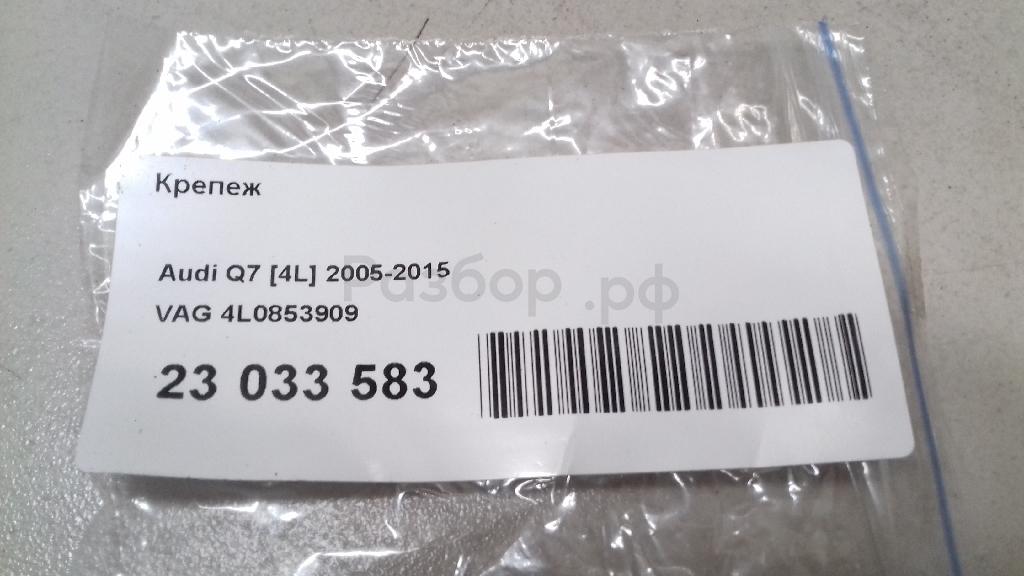 Крепеж
Audi Q7 [4L] 2005-2015
Разбор.рф
VAG 4L0853909
23 033 583